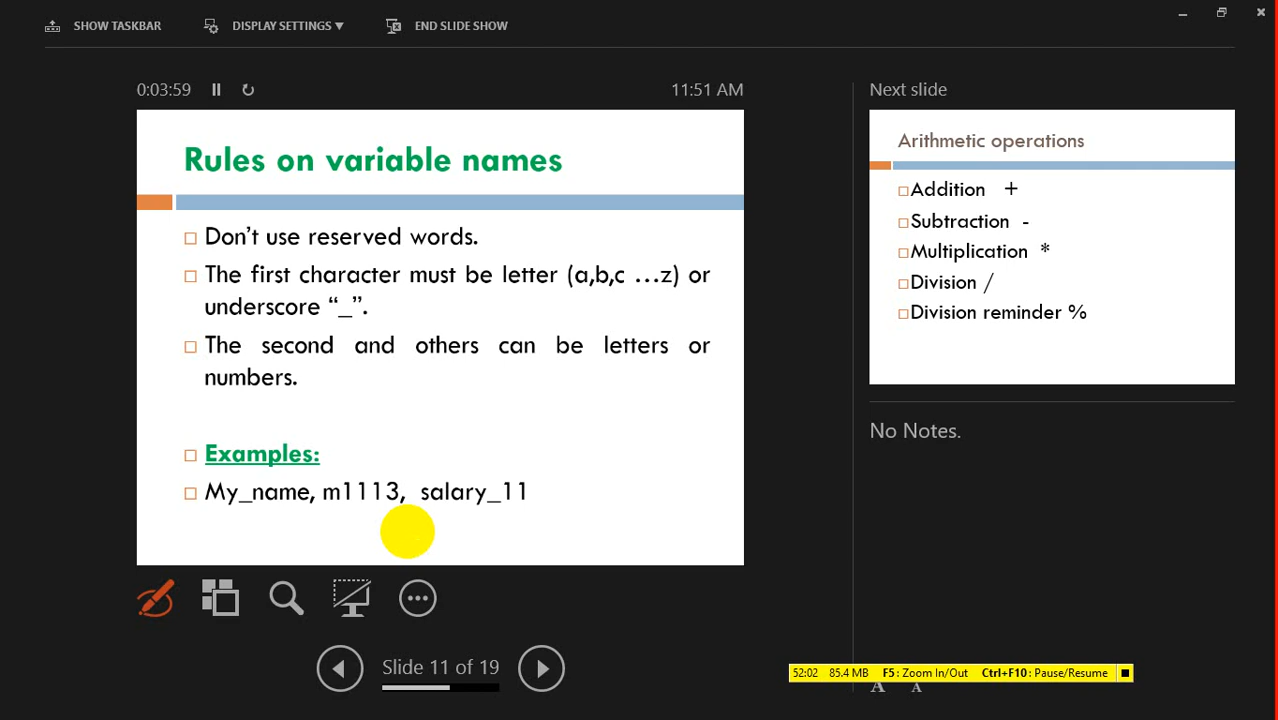 SHOW TASKBAR DISPLAY SETTINGS ▼ END SLIDE SHOW
0:03:59 11:51 AM
Rules on variable names
Don't use reserved words.
The first character must be letter (a,b,c …z) or
underscore “_”.
The second and others can be letters or
numbers.
Examples:
My_name, m1113, salary_11
Slide 11 of 19
Next slide
Arithmetic operations
Addition +
Subtraction -
Multiplication *
Division /
Division reminder %
No Notes.
52:02 85.4 MB F5: Zoom In/Out Ctrl+F10: Pause/Resume
A A